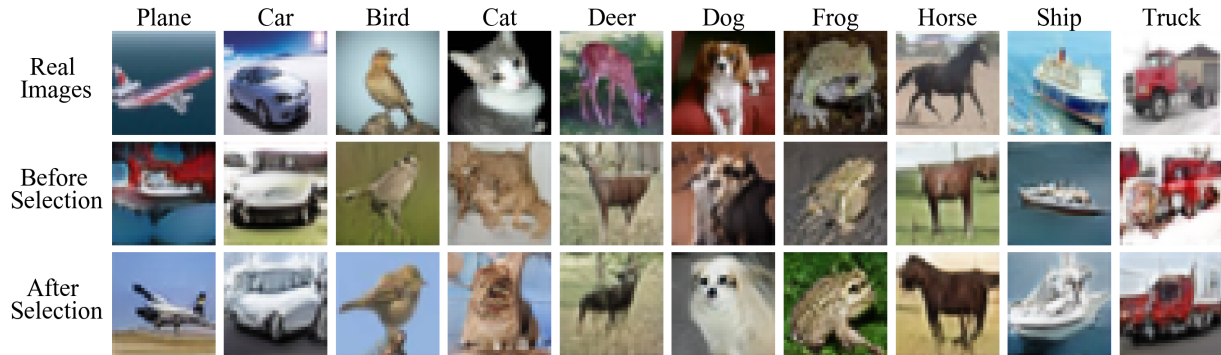 Plane Car Bird Cat Deer Dog Frog Horse Ship Truck
Real
Images
Before
Selection
After
Selection